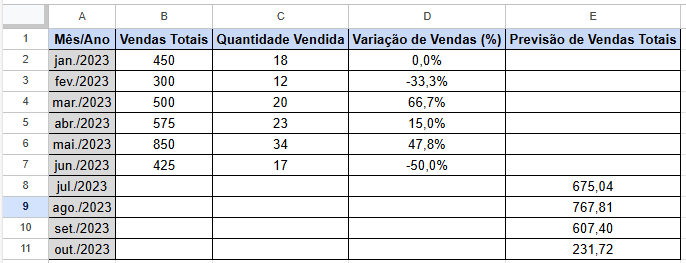 A B C D E
1 Mês/Ano Vendas Totais Quantidade Vendida Variação de Vendas (%) Previsão de Vendas Totais
2 jan./2023 450 18 0,0%
3 fev./2023 300 12 -33,3%
4 mar./2023 500 20 66,7%
5 abr./2023 575 23 15,0%
6 mai./2023 850 34 47,8%
7 jun./2023 425 17 -50,0%
8 jul./2023 675,04
9 ago./2023 767,81
10 set./2023 607,40
11 out./2023 231,72